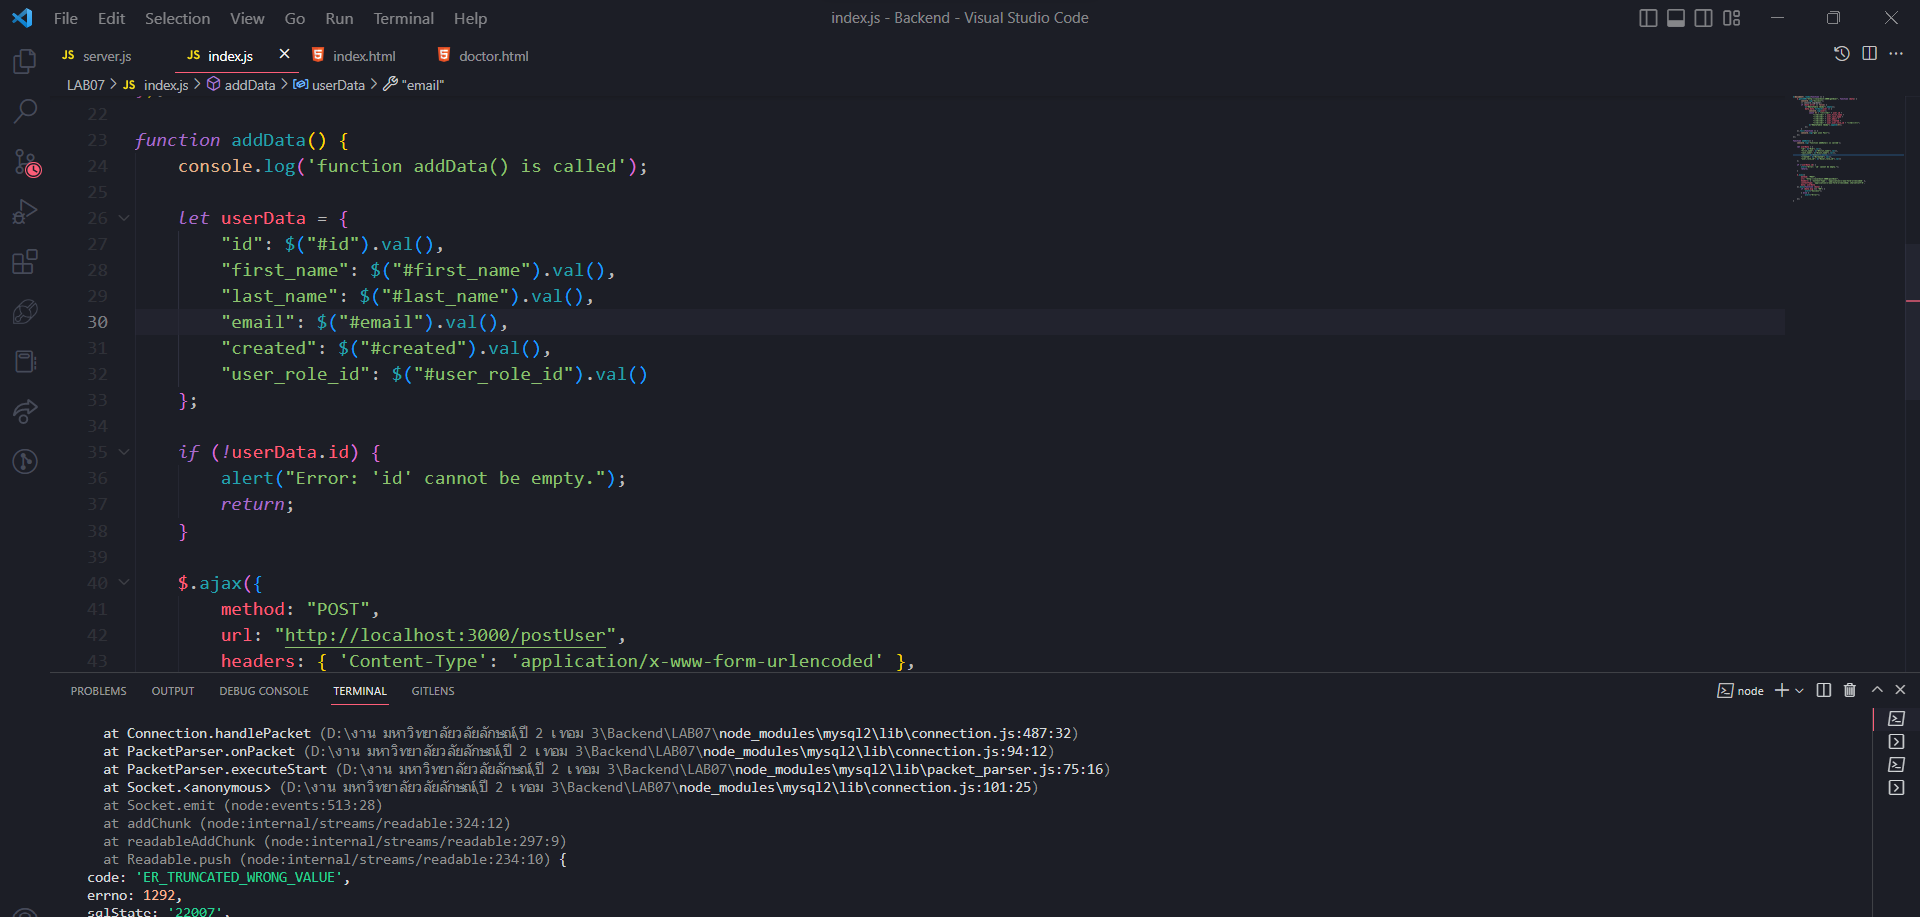 File Edit Selection View Go Run Terminal Help
index.js - Backend - Visual Studio Code
JS server.js JS index.js index.html doctor.html
LAB07 > JS index.js > addData > userData > "email"
22
23 function addData() {
24 console.log('function addData() is called');
25
26 let userData = {
27 "id": $("#id").val(),
28 "first_name": $("#first_name").val(),
29 "last_name": $("#last_name").val(),
30 "email": $("#email").val(),
31 "created": $("#created").val(),
32 "user_role_id": $("#user_role_id").val()
33 };
34
35 if (!userData.id) {
36 alert("Error: 'id' cannot be empty.");
37 return;
38 }
39
40 $.ajax({
41 method: "POST",
42 url: "http://localhost:3000/postUser",
43 headers: { 'Content-Type': 'application/x-www-form-urlencoded' },
PROBLEMS OUTPUT DEBUG CONSOLE TERMINAL GITLENS
node
at Connection.handlePacket (D:\งาน มหาวิทยาลัยวลัยลักษณ์\ปี 2 เทอม 3\Backend\LAB07\node_modules\mysql2\lib\connection.js:487:32)
at PacketParser.onPacket (D:\งาน มหาวิทยาลัยวลัยลักษณ์\ปี 2 เทอม 3\Backend\LAB07\node_modules\mysql2\lib\connection.js:94:12)
at PacketParser.executeStart (D:\งาน มหาวิทยาลัยวลัยลักษณ์\ปี 2 เทอม 3\Backend\LAB07\node_modules\mysql2\lib\packet_parser.js:75:16)
at Socket.<anonymous> (D:\งาน มหาวิทยาลัยวลัยลักษณ์\ปี 2 เทอม 3\Backend\LAB07\node_modules\mysql2\lib\connection.js:101:25)
at Socket.emit (node:events:513:28)
at addChunk (node:internal/streams/readable:324:12)
at readableAddChunk (node:internal/streams/readable:297:9)
at Readable.push (node:internal/streams/readable:234:10) {
code: 'ER_TRUNCATED_WRONG_VALUE',
errno: 1292,
sqlState: '22007',